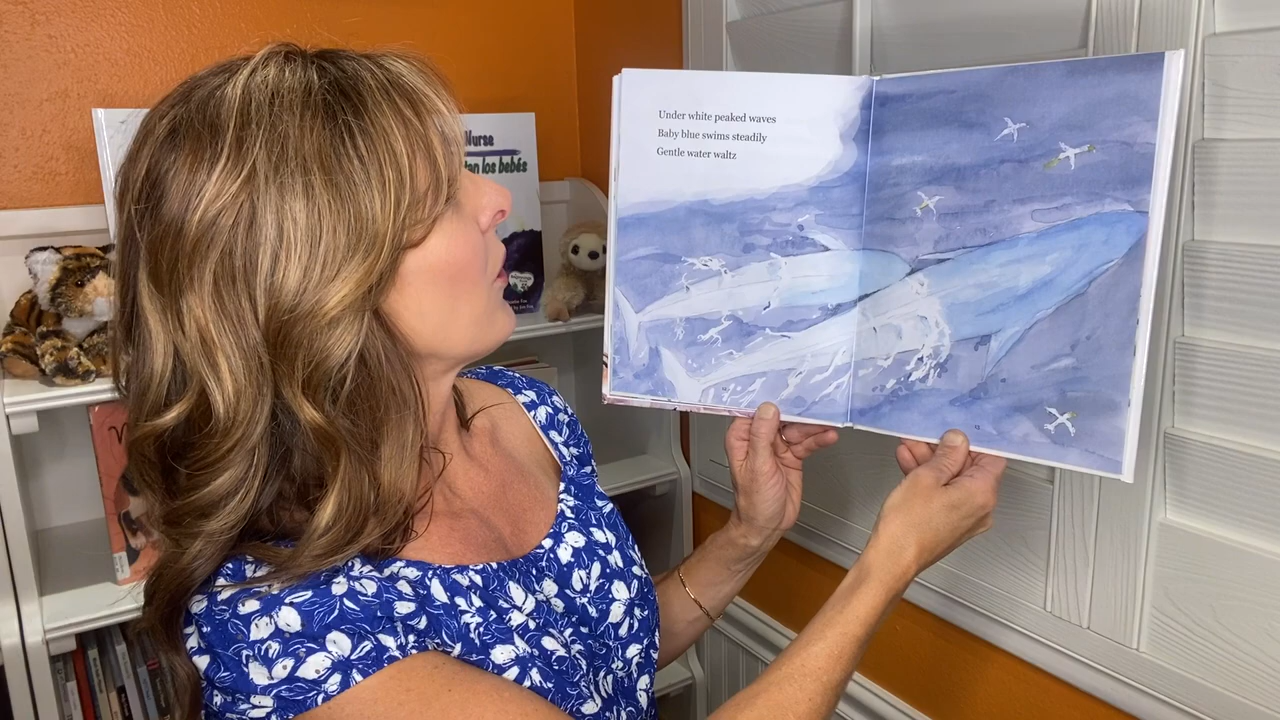 Under white peaked waves
Baby blue swims steadily
Gentle water waltz
Nurse
los bebés